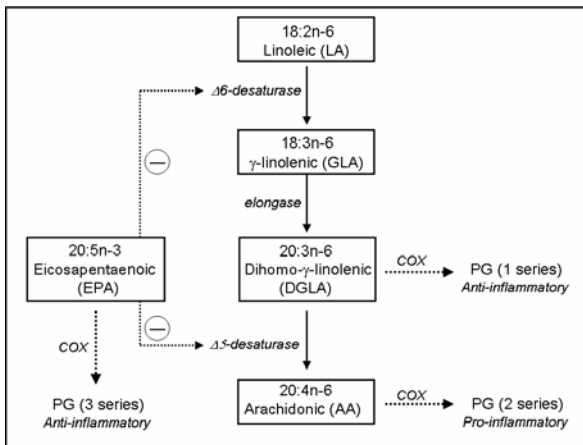 18:2n-6
Linoleic (LA)
Δ6-desaturase
18:3n-6
γ-linolenic (GLA)
elongase
20:5n-3
Eicosapentaenoic
(EPA)
20:3n-6
Dihomo-γ-linolenic
(DGLA)
COX
PG (1 series)
Anti-inflammatory
COX
Δ5-desaturase
PG (3 series)
Anti-inflammatory
20:4n-6
Arachidonic (AA)
COX
PG (2 series)
Pro-inflammatory